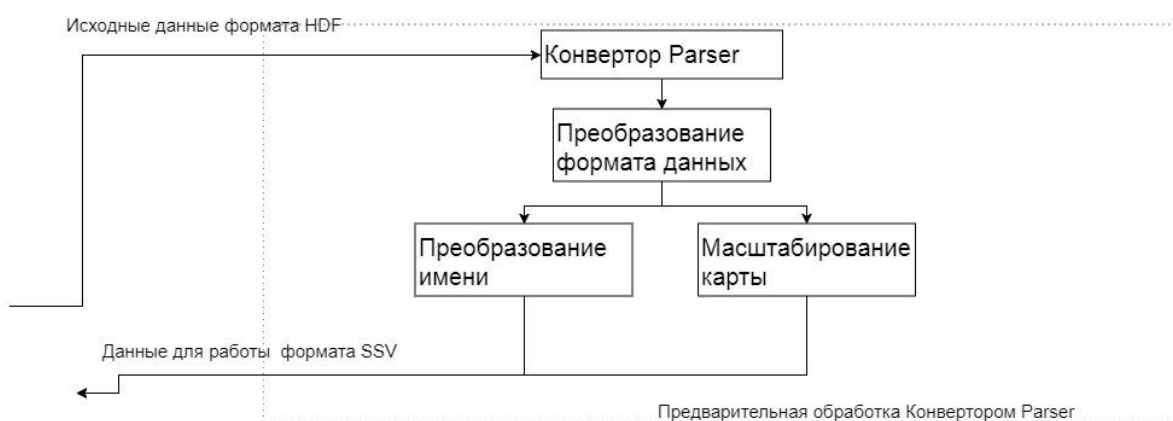 Исходные данные формата HDF
Конвертор Parser
Преобразование
формата данных
Преобразование
имени
Масштабирование
карты
Данные для работы  формата SSV
Предварительная обработка Конвертором Parser